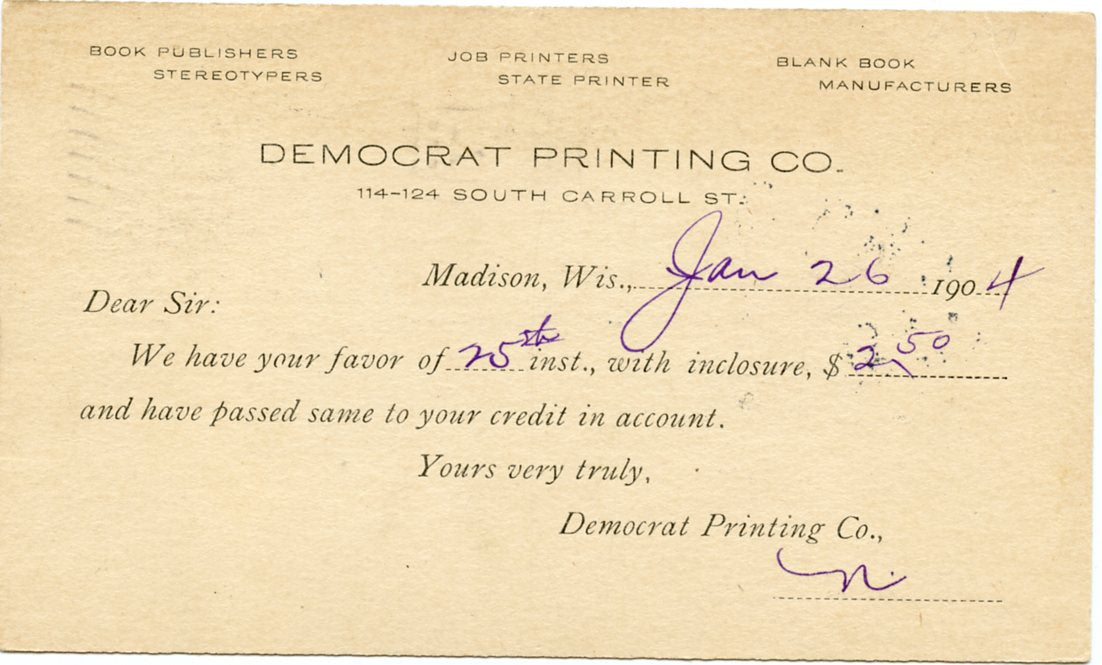 BOOK PUBLISHERS
STEREOTYPERS
JOB PRINTERS
STATE PRINTER
BLANK BOOK
MANUFACTURERS
DEMOCRAT PRINTING CO.
114-124 SOUTH CARROLL ST.
Madison, Wis., Jan 26 1904
Dear Sir:
We have your favor of 25th inst., with inclosure, $ 2.50
and have passed same to your credit in account.
Yours very truly,
Democrat Printing Co.,